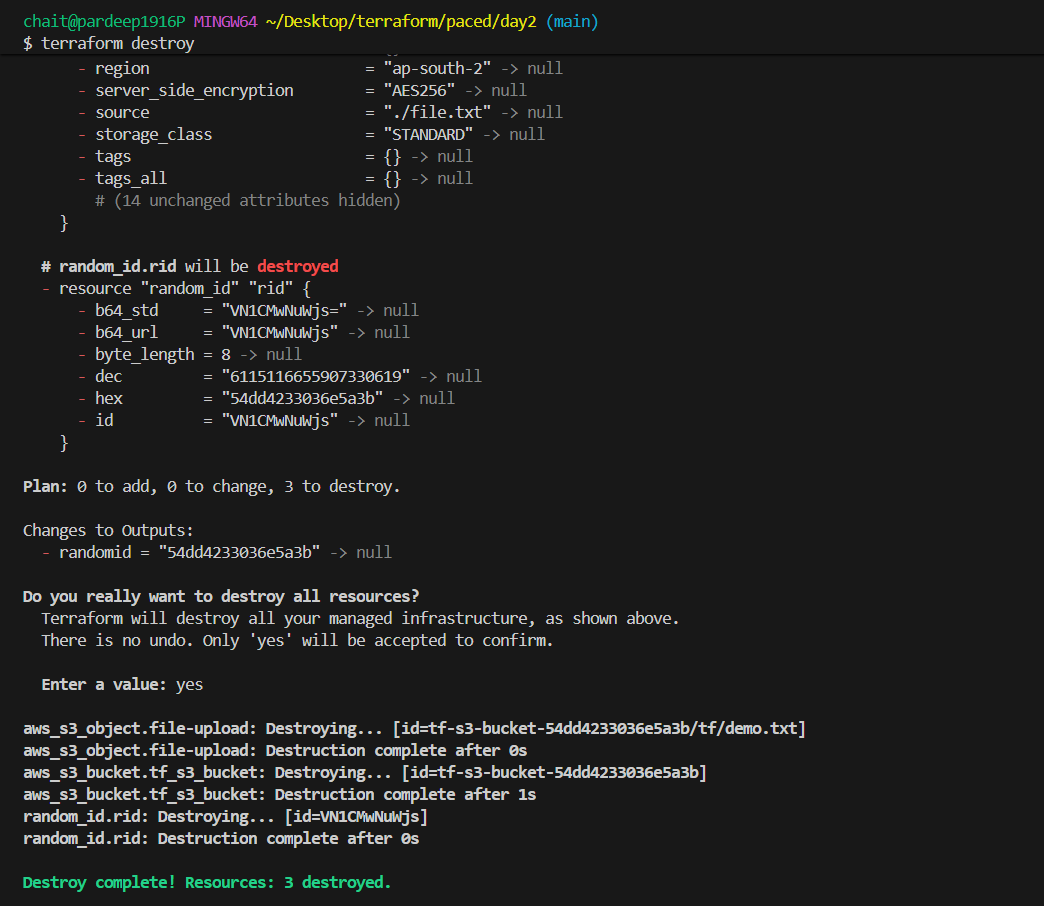 chait@pardeep1916P MINGW64 ~/Desktop/terraform/paced/day2 (main)
$ terraform destroy
- region = "ap-south-2" -> null
- server_side_encryption = "AES256" -> null
- source = "./file.txt" -> null
- storage_class = "STANDARD" -> null
- tags = {} -> null
- tags_all = {} -> null
# (14 unchanged attributes hidden)
}
# random_id.rid will be destroyed
- resource "random_id" "rid" {
- b64_std = "VN1CMwNuWjs=" -> null
- b64_url = "VN1CMwNuWjs" -> null
- byte_length = 8 -> null
- dec = "6115116655907330619" -> null
- hex = "54dd4233036e5a3b" -> null
- id = "VN1CMwNuWjs" -> null
}
Plan: 0 to add, 0 to change, 3 to destroy.
Changes to Outputs:
- randomid = "54dd4233036e5a3b" -> null
Do you really want to destroy all resources?
Terraform will destroy all your managed infrastructure, as shown above.
There is no undo. Only 'yes' will be accepted to confirm.
Enter a value: yes
aws_s3_object.file-upload: Destroying... [id=tf-s3-bucket-54dd4233036e5a3b/tf/demo.txt]
aws_s3_object.file-upload: Destruction complete after 0s
aws_s3_bucket.tf_s3_bucket: Destroying... [id=tf-s3-bucket-54dd4233036e5a3b]
aws_s3_bucket.tf_s3_bucket: Destruction complete after 1s
random_id.rid: Destroying... [id=VN1CMwNuWjs]
random_id.rid: Destruction complete after 0s
Destroy complete! Resources: 3 destroyed.